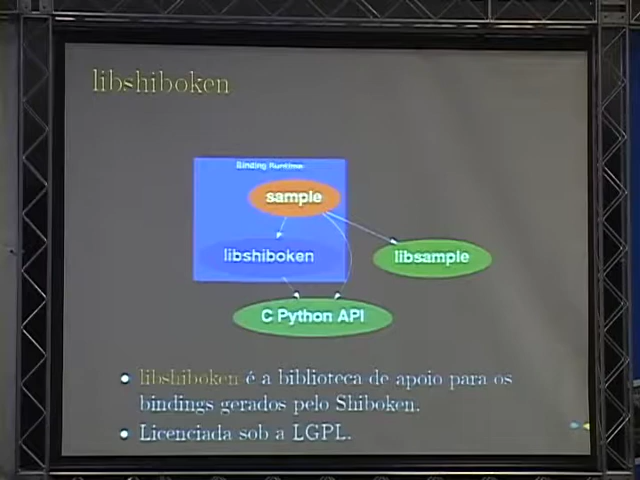 libshiboken
Binding Runtime
sample
libshiboken
libsample
C Python API
libshiboken é a biblioteca de apoio para os
bindings gerados pelo Shiboken.
Licenciada sob a LGPL.